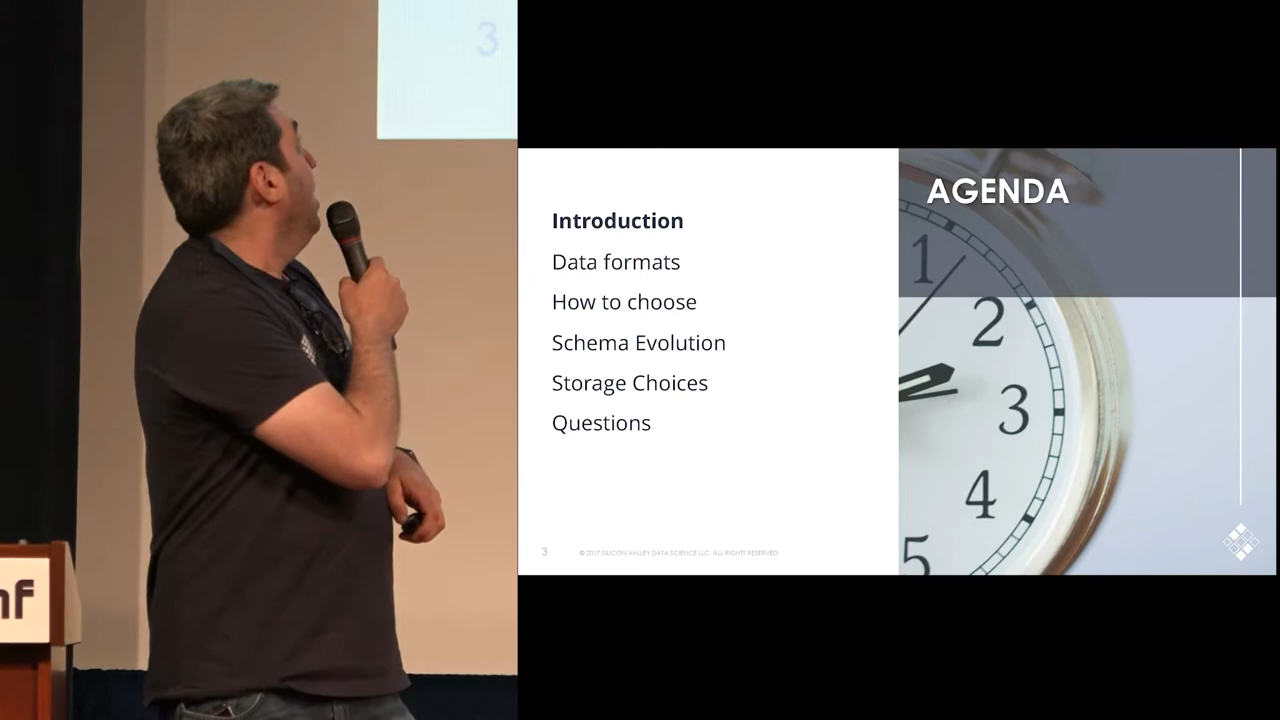 3
nf
Introduction
Data formats
How to choose
Schema Evolution
Storage Choices
Questions
3
© 2017 SILICON VALLEY DATA SCIENCE LLC. ALL RIGHTS RESERVED.
AGENDA
1
2
3
4
5